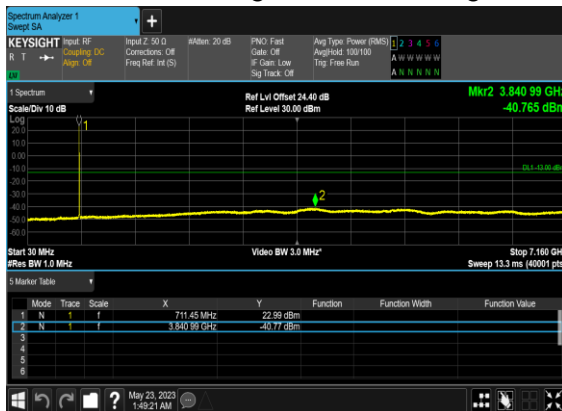 Spectrum Analyzer 1
Swept SA
KEYSIGHT Input: RF Input Z: 50 Ω #Atten: 20 dB PNO: Fast Avg Type: Power (RMS) 1 2 3 4 5 6
R T Coupling: DC Corrections: Off Gate: Off Avg|Hold: 100/100 A W W W W W
Align: Off Freq Ref: Int (S) IF Gain: Low Trig: Free Run
Sig Track: Off A N N N N N
LXI
1 Spectrum
Ref Lvl Offset 24.40 dB Mkr2 3.840 99 GHz
Scale/Div 10 dB Ref Level 30.00 dBm -40.765 dBm
Log
20.0
10.0
0.00
-10.0
-20.0
-30.0
-40.0
-50.0
-60.0
1
DL1 -13.00 dBm
2
Start 30 MHz Video BW 3.0 MHz* Stop 7.160 GHz
#Res BW 1.0 MHz Sweep 13.3 ms (40001 pts)
5 Marker Table
Mode Trace Scale X Y Function Function Width Function Value
1 N 1 f 711.45 MHz 22.99 dBm
2 N 1 f 3.840 99 GHz -40.77 dBm
3
4
5
6
? May 23, 2023
1:49:21 AM